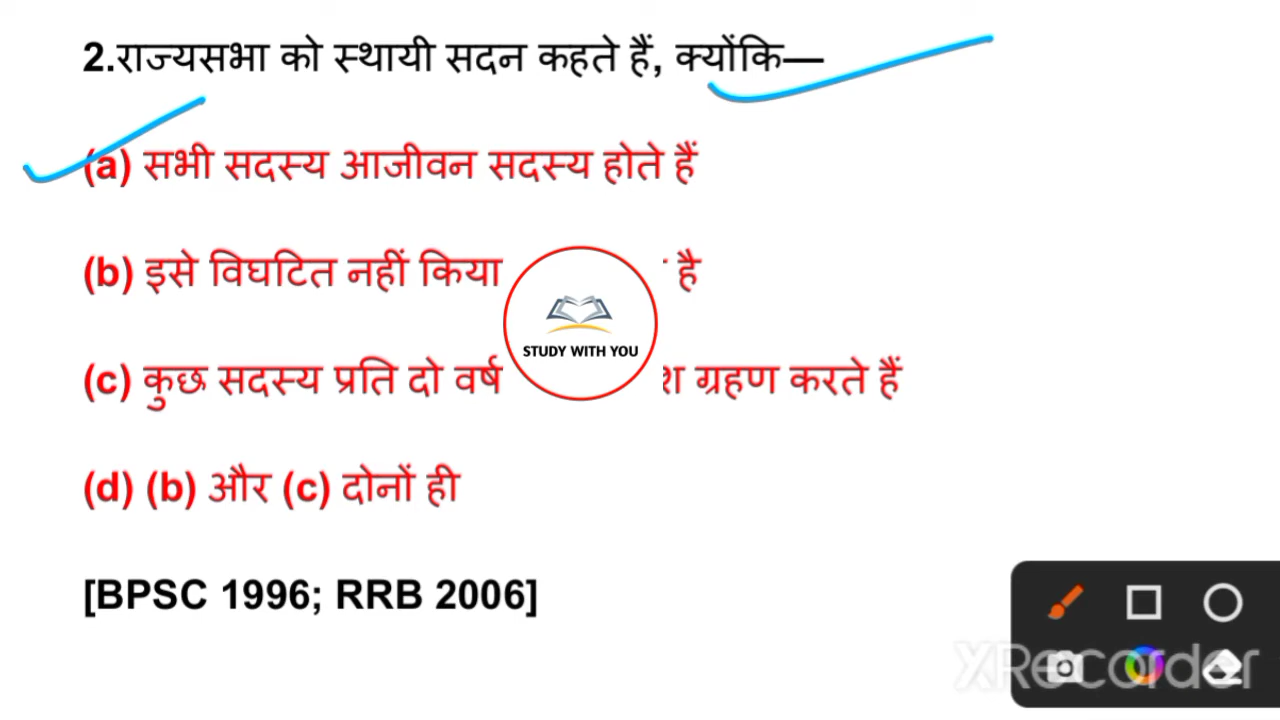 2.राज्यसभा को स्थायी सदन कहते हैं, क्योंकि—
(a) सभी सदस्य आजीवन सदस्य होते हैं
(b) इसे विघटित नहीं किया है
STUDY WITH YOU
(c) कुछ सदस्य प्रति दो वर्ष ग्रहण करते हैं
(d) (b) और (c) दोनों ही
[BPSC 1996; RRB 2006]
XRecorder